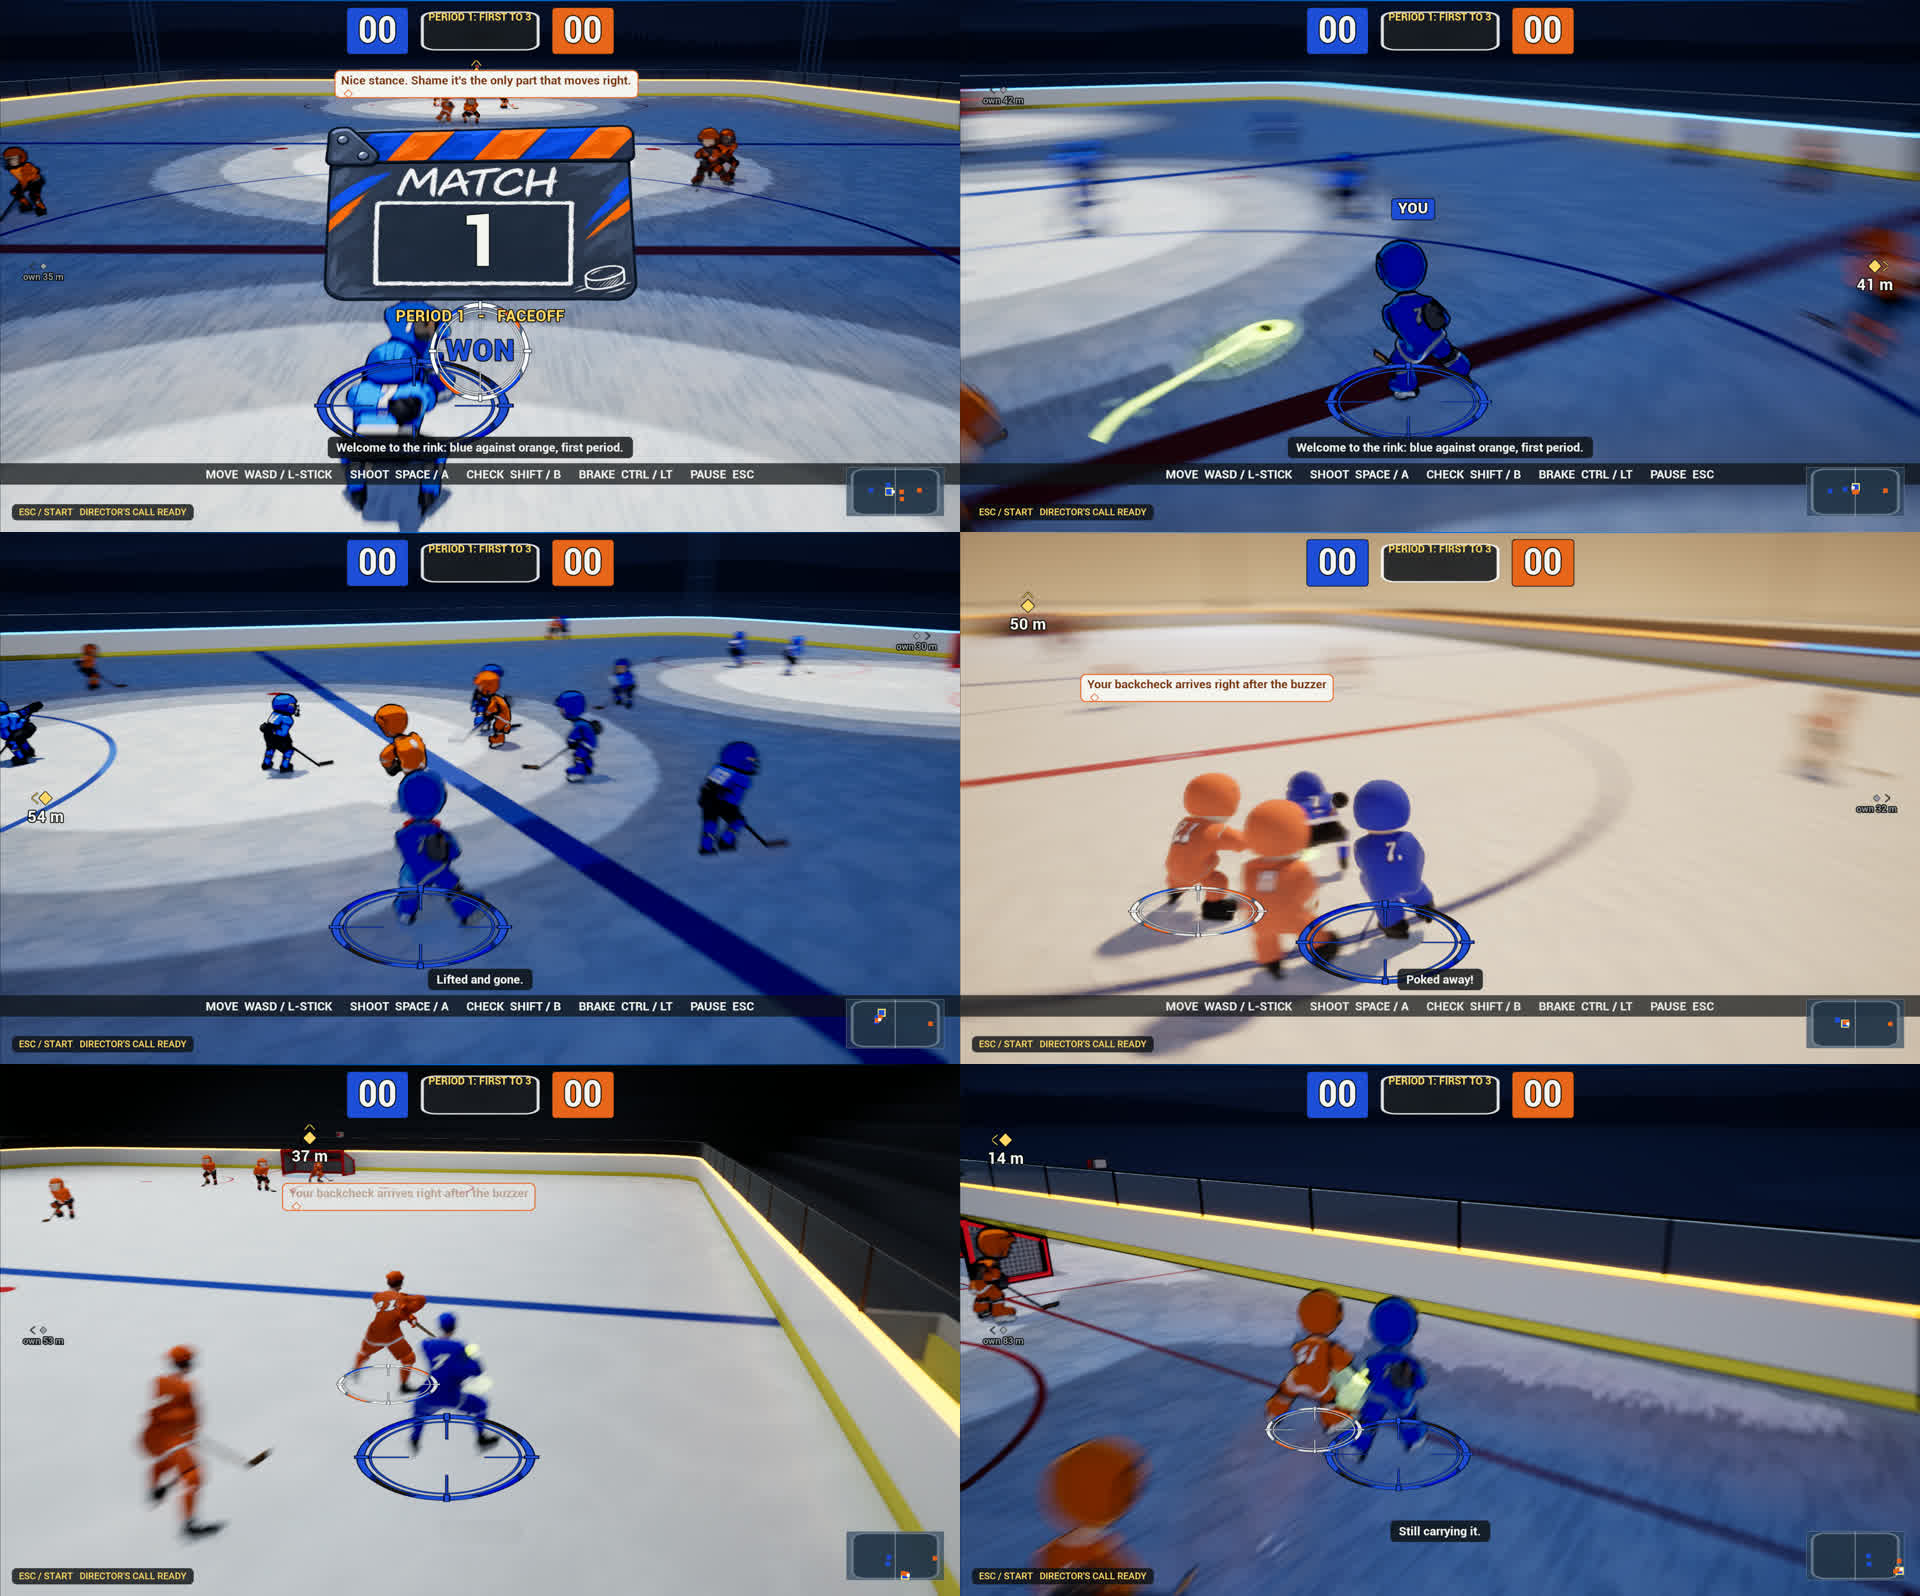 00
PERIOD 1: FIRST TO 3
00
Nice stance. Shame it's the only part that moves right.
MATCH
1
own 35 m
PERIOD 1 - FACEOFF
WON
Welcome to the rink: blue against orange, first period.
MOVE WASD / L-STICK SHOOT SPACE / A CHECK SHIFT / B BRAKE CTRL / LT PAUSE ESC
ESC / START DIRECTOR'S CALL READY
00
PERIOD 1: FIRST TO 3
00
own 42 m
YOU
41 m
7
Welcome to the rink: blue against orange, first period.
MOVE WASD / L-STICK SHOOT SPACE / A CHECK SHIFT / B BRAKE CTRL / LT PAUSE ESC
ESC / START DIRECTOR'S CALL READY
00
PERIOD 1: FIRST TO 3
00
own 30 m
54 m
7
Lifted and gone.
MOVE WASD / L-STICK SHOOT SPACE / A CHECK SHIFT / B BRAKE CTRL / LT PAUSE ESC
ESC / START DIRECTOR'S CALL READY
00
PERIOD 1: FIRST TO 3
00
50 m
Your backcheck arrives right after the buzzer
own 32 m
21
7.
Poked away!
MOVE WASD / L-STICK SHOOT SPACE / A CHECK SHIFT / B BRAKE CTRL / LT PAUSE ESC
ESC / START DIRECTOR'S CALL READY
00
PERIOD 1: FIRST TO 3
00
37 m
Your backcheck arrives right after the buzzer
21
own 53 m
7
ESC / START DIRECTOR'S CALL READY
00
PERIOD 1: FIRST TO 3
00
14 m
own 83 m
21
Still carrying it.
ESC / START DIRECTOR'S CALL READY